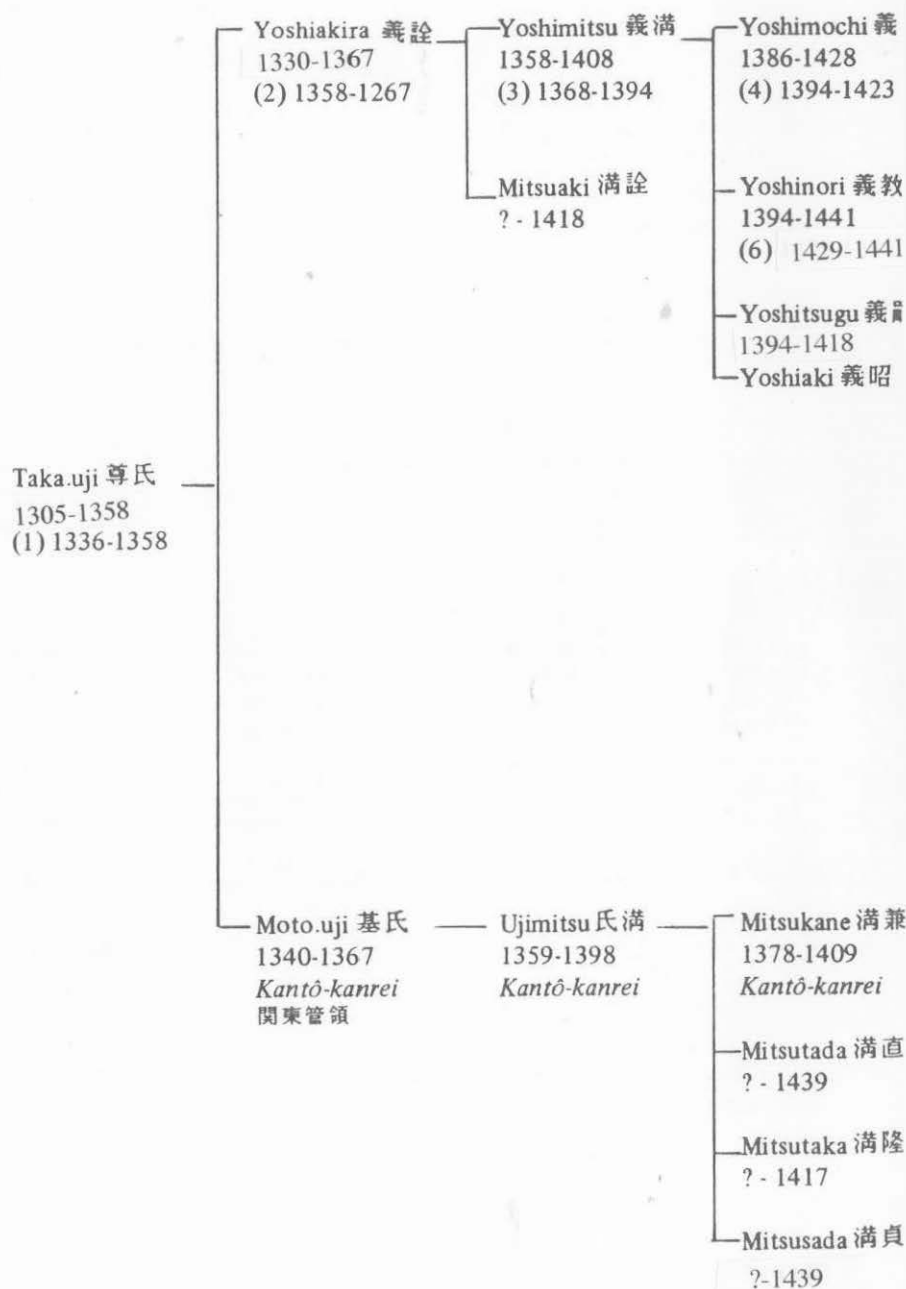 Yoshiakira 義詮
1330-1367
(2) 1358-1267
Yoshimitsu 義満
1358-1408
(3) 1368-1394
Yoshimochi 義
1386-1428
(4) 1394-1423
Mitsuaki 満詮
? - 1418
Yoshinori 義教
1394-1441
(6) 1429-1441
Yoshitsugu 義
1394-1418
Yoshiaki 義昭
Taka.uji 尊氏
1305-1358
(1) 1336-1358
Moto.uji 基氏
1340-1367
Kantô-kanrei
関東管領
Ujimitsu 氏満
1359-1398
Kantô-kanrei
Mitsukane 満兼
1378-1409
Kantô-kanrei
Mitsutada 満直
? - 1439
Mitsutaka 満隆
? - 1417
Mitsusada 満貞
?-1439